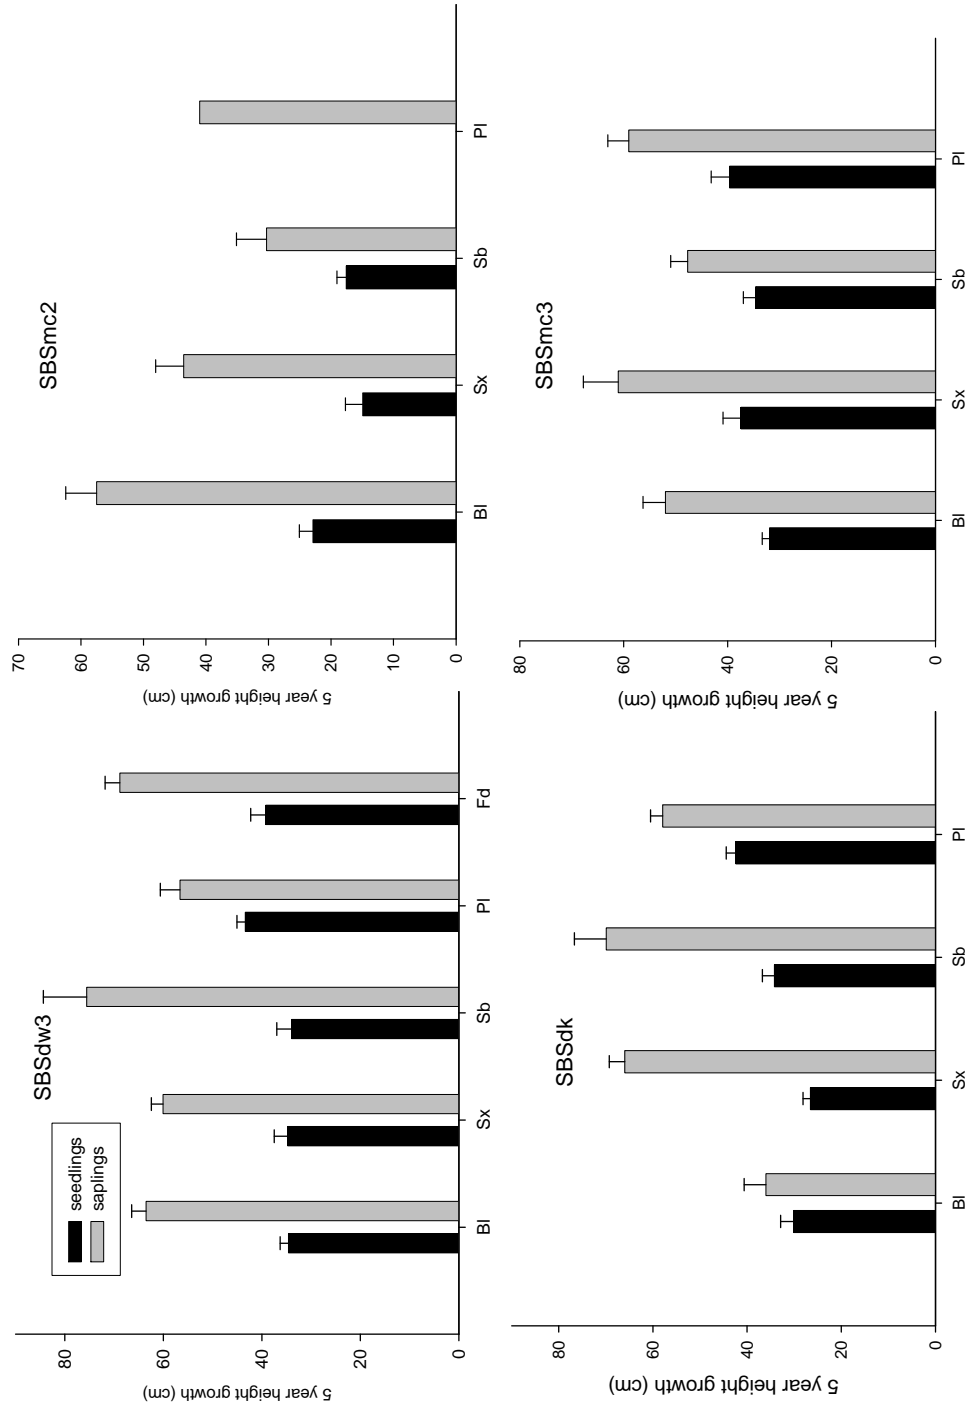 SBSdw3
seedlings
saplings
5 year height growth (cm)
80
60
40
20
0
Bl
Sx
Sb
Pl
Fd
SBSmc2
5 year height growth (cm)
70
60
50
40
30
20
10
0
Bl
Sx
Sb
Pl
SBSdk
5 year height growth (cm)
80
60
40
20
0
Bl
Sx
Sb
Pl
SBSmc3
5 year height growth (cm)
80
60
40
20
0
Bl
Sx
Sb
Pl